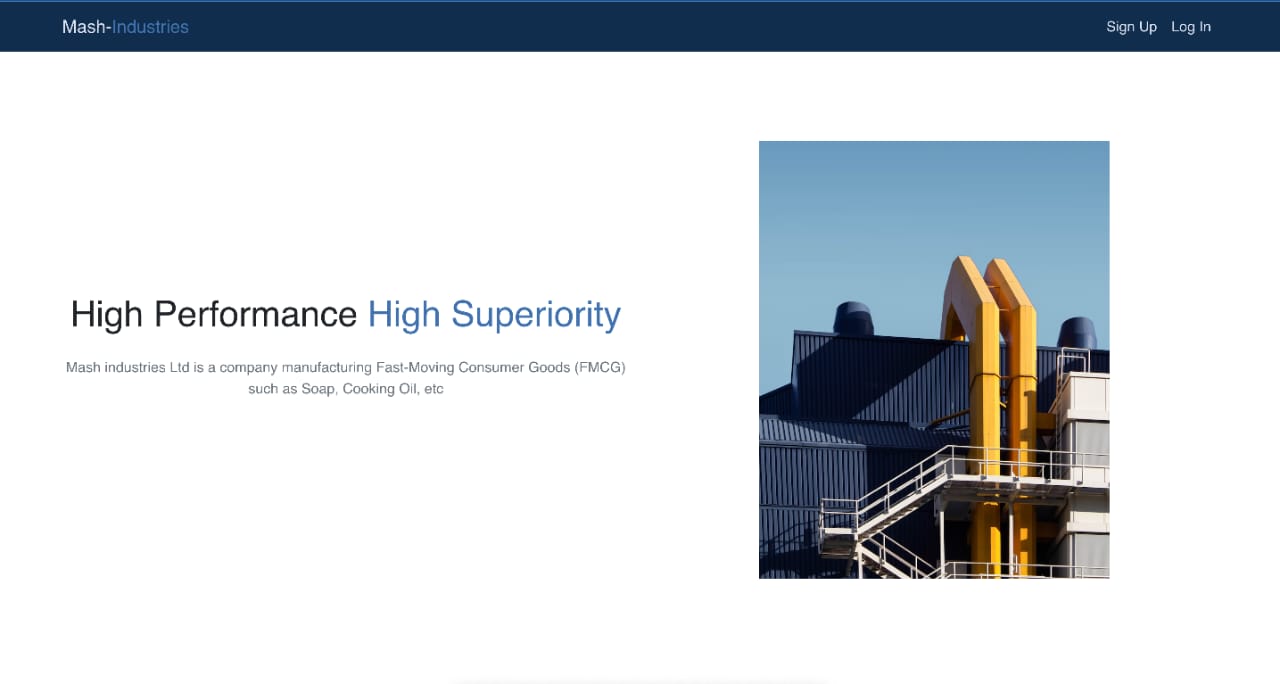 Mash-Industries
Sign Up Log In
High Performance High Superiority
Mash industries Ltd is a company manufacturing Fast-Moving Consumer Goods (FMCG)
such as Soap, Cooking Oil, etc